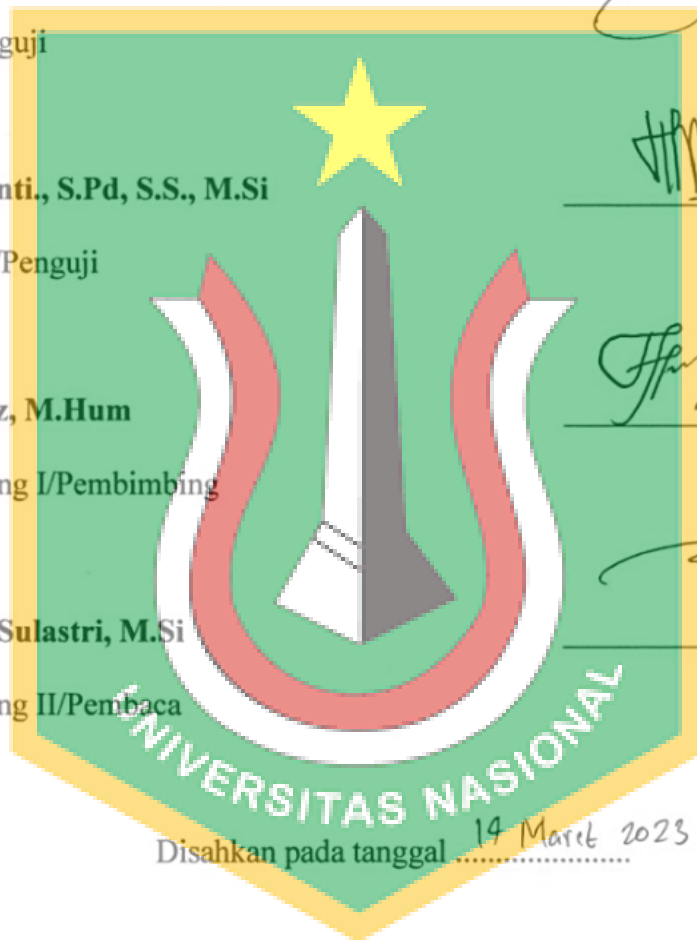 guji
nti., S.Pd, S.S., M.Si
/Penguji
z, M.Hum
ng I/Pembimbing
Sulastri, M.Si
ng II/Pembaca
UNIVERSITAS NASIONAL
Disahkan pada tanggal 14 Maret 2023